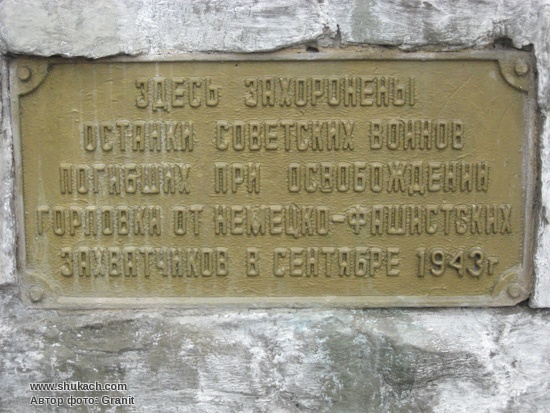 ЗДЕСЬ ЗАХОРОНЕНЫ
ОСТАНКИ СОВЕТСКИХ ВОИНОВ
ПОГИБШИХ ПРИ ОСВОБОЖДЕНИИ
ГОРЛОВКИ ОТ НЕМЕЦКО-ФАШИСТСКИХ
ЗАХВАТЧИКОВ В СЕНТЯБРЕ 1943г
www.shukach.com
Автор фото: Granit